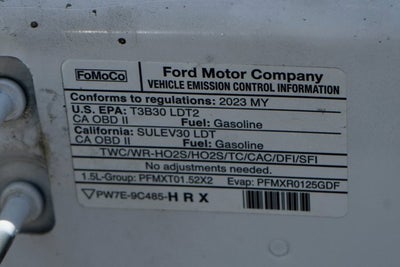 FoMoCo
Ford Motor Company
VEHICLE EMISSION CONTROL INFORMATION
Conforms to regulations: 2023 MY
U.S. EPA: T3B30 LDT2
CA OBD II Fuel: Gasoline
California: SULEV30 LDT
CA OBD II Fuel: Gasoline
TWC/WR-HO2S/HO2S/TC/CAC/DFI/SFI
No adjustments needed.
1.5L-Group: PFMXT01.52X2 Evap: PFMXR0125GDF
PW7E-9C485-HRX